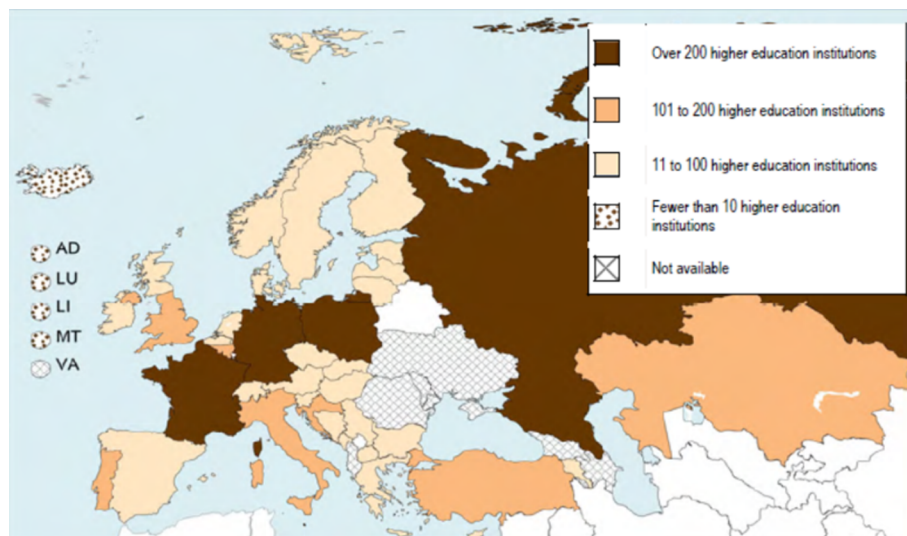 Over 200 higher education institutions
101 to 200 higher education institutions
11 to 100 higher education institutions
Fewer than 10 higher education
institutions
Not available
AD
LU
LI
MT
VA